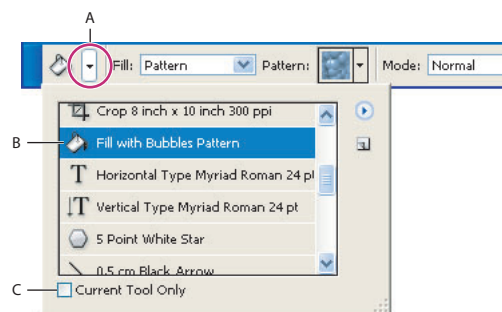 A
Fill: Pattern Pattern: Mode: Normal
Crop 8 inch x 10 inch 300 ppi
B
Fill with Bubbles Pattern
Horizontal Type Myriad Roman 24
Vertical Type Myriad Roman 24 pt
5 Point White Star
0.5 cm Black Arrow
C
Current Tool Only